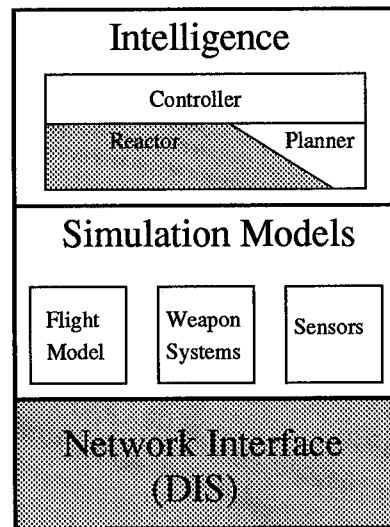 Intelligence
Controller
Reactor
Planner
Simulation Models
Flight
Model
Weapon
Systems
Sensors
Network Interface
(DIS)